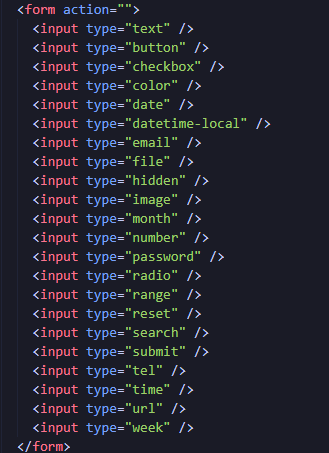 <form action="">
<input type="text" />
<input type="button" />
<input type="checkbox" />
<input type="color" />
<input type="date" />
<input type="datetime-local" />
<input type="email" />
<input type="file" />
<input type="hidden" />
<input type="image" />
<input type="month" />
<input type="number" />
<input type="password" />
<input type="radio" />
<input type="range" />
<input type="reset" />
<input type="search" />
<input type="submit" />
<input type="tel" />
<input type="time" />
<input type="url" />
<input type="week" />
</form>